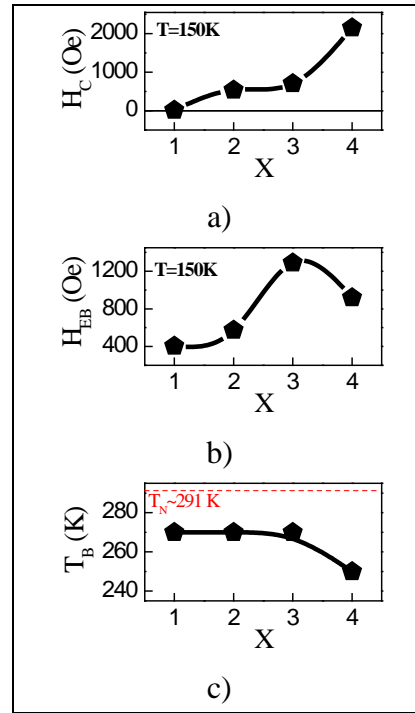 2000
1000
0
H_C (Oe)
T=150K
1 2 3 4
X
a)
1200
800
400
H_EB (Oe)
T=150K
1 2 3 4
X
b)
280
260
240
T_B (K)
T_N~291 K
1 2 3 4
X
c)